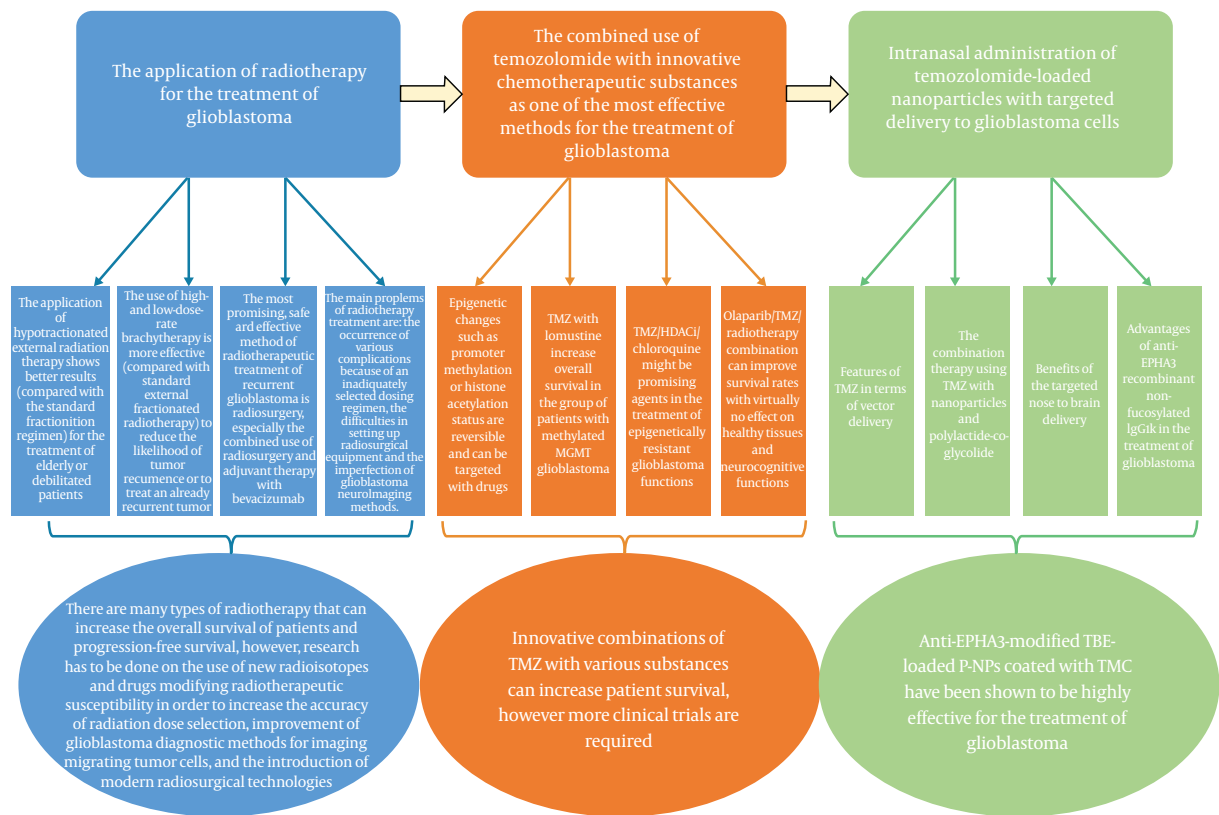 The application of radiotherapy
for the treatment of
glioblastoma
The combined use of
temozolomide with innovative
chemotherapeutic substances
as one of the most effective
methods for the treatment of
glioblastoma
Intranasal administration of
temozolomide-loaded
nanoparticles with targeted
delivery to glioblastoma cells
The application
of
hypotractionated
external radiation
therapy shows
better results
(compared with
the standard
fractionition
regimen) for the
treatment of
elderly or
debilitated
patients
The use of high-
and low-dose-
rate
brachytherapy is
more effective
(compared with
standard
external
fractionated
radiotherapy) to
reduce the
likelihood of
tumor
recumence or to
treat an already
recurrent tumor
The most
promising, safe
ard effective
method of
radiotherapeutic
treatment of
recurrent
glioblastoma is
radiosurgery,
especially the
combined use of
radiosurgery and
adjuvant therapy
with
bevacizumab
The main proplems
of radiotherapy
treatment are: the
occurrence of
various
complications
because of an
inadiquately
selected dosing
regimen, the
difficulties in
setting up
radiosurgical
equipment and the
imperfection of
glioblastoma
neurolmaging
methods.
Epigenetic
changes
such as
promoter
methylation
or histone
acetylation
status are
reversible
and can be
targeted
with drugs
TMZ with
lomustine
increase
overall
survival in
the group of
patients with
methylated
MGMT
glioblastoma
TMZ/HDACi/
chloroquine
might be
promising
agents in the
treatment of
epigenetically
resistant
glioblastoma
functions
Olaparib/TMZ/
radiotherapy
combination
can improve
survival rates
with virtually
no effect on
healthy tissues
and
neurocognitive
functions
Features of
TMZ in terms
of vector
delivery
The
combination
therapy using
TMZ with
nanoparticles
and
polylactide-co-
glycolide
Benefits of
the targeted
nose to brain
delivery
Advantages
of anti-
EPHA3
recombinant
non-
fucosylated
lgGtk in the
treatment of
glioblastoma
There are many types of radiotherapy that can
increase the overall survival of patients and
progression-free survival, however, research
has to be done on the use of new radioisotopes
and drugs modifying radiotherapeutic
susceptibility in order to increase the accuracy
of radiation dose selection, improvement of
glioblastoma diagnostic methods for imaging
migrating tumor cells, and the introduction of
modern radiosurgical technologies
Innovative combinations of
TMZ with various substances
can increase patient survival,
however more clinical trials are
required
Anti-EPHA3-modified TBE-
loaded P-NPs coated with TMC
have been shown to be highly
effective for the treatment of
glioblastoma